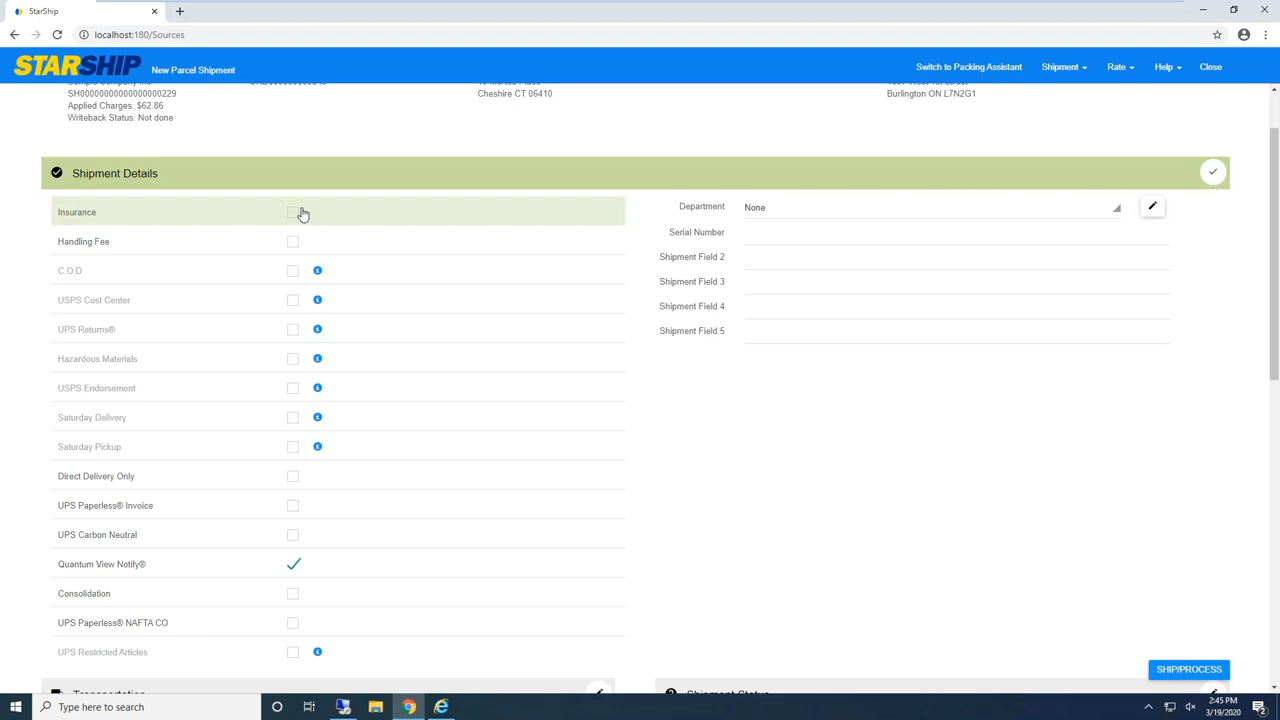 StarShip
localhost:180/Sources
STARSHIP
New Parcel Shipment
Switch to Packing Assistant
Shipment
Rate
Help
Close
SH0000000000000000229
Cheshire CT 06410
Burlington ON L7N2G1
Applied Charges: $62.86
Writeback Status: Not done
Shipment Details
Insurance
Handling Fee
C.O.D.
USPS Cost Center
UPS Returns®
Hazardous Materials
USPS Endorsement
Saturday Delivery
Saturday Pickup
Direct Delivery Only
UPS Paperless® Invoice
UPS Carbon Neutral
Quantum View Notify®
Consolidation
UPS Paperless® NAFTA CO
UPS Restricted Articles
Department
None
Serial Number
Shipment Field 2
Shipment Field 3
Shipment Field 4
Shipment Field 5
SHIP/PROCESS
Transportation
Shipment Status
Type here to search
2:45 PM
3/19/2020
2